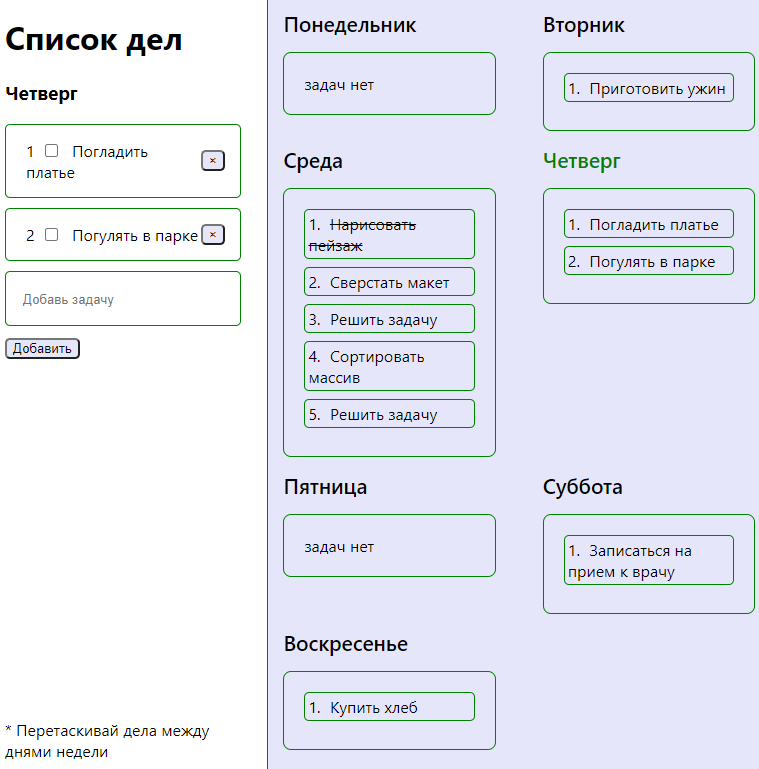 Список дел
Четверг
1 Погладить
платье
×
2 Погулять в парке ×
Добавь задачу
Добавить
* Перетаскивай дела между
днями недели
Понедельник
задач нет
Вторник
1. Приготовить ужин
Среда
1. Нарисовать
пейзаж
2. Сверстать макет
3. Решить задачу
4. Сортировать
массив
5. Решить задачу
Четверг
1. Погладить платье
2. Погулять в парке
Пятница
задач нет
Суббота
1. Записаться на
прием к врачу
Воскресенье
1. Купить хлеб